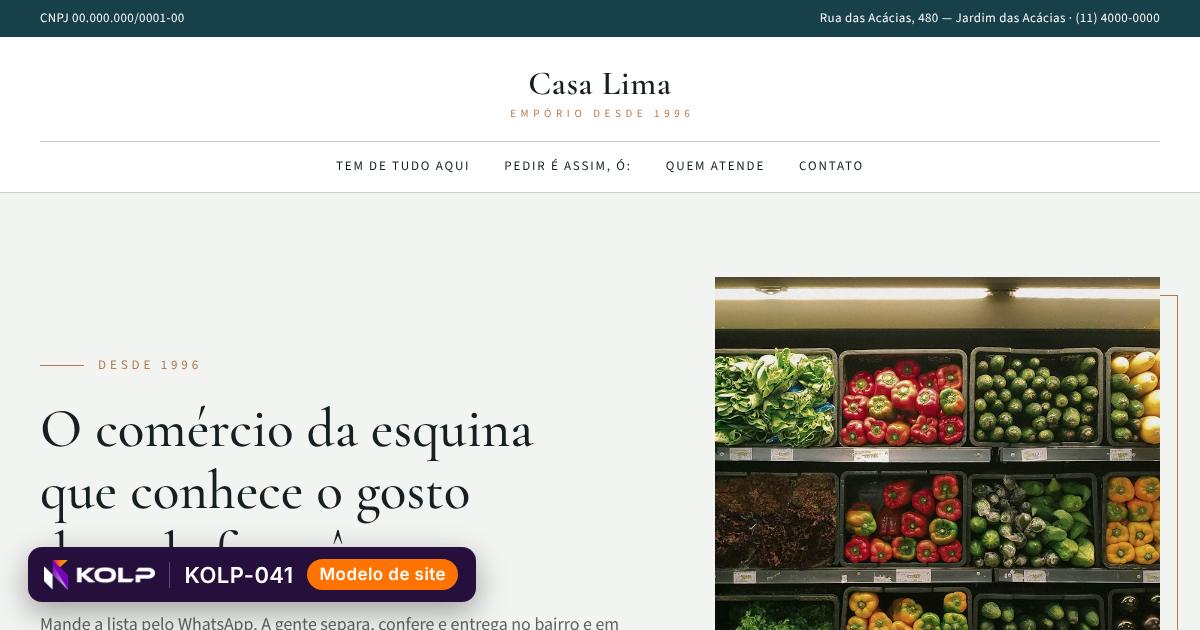 CNPJ 00.000.000/0001-00
Rua das Acácias, 480 — Jardim das Acácias · (11) 4000-0000
Casa Lima
EMPÓRIO DESDE 1996
TEM DE TUDO AQUI
PEDIR É ASSIM, Ó:
QUEM ATENDE
CONTATO
DESDE 1996
O comércio da esquina
que conhece o gosto
KOLP
KOLP-041
Modelo de site
Mande a lista pelo WhatsApp. A gente separa, confere e entrega no bairro e em